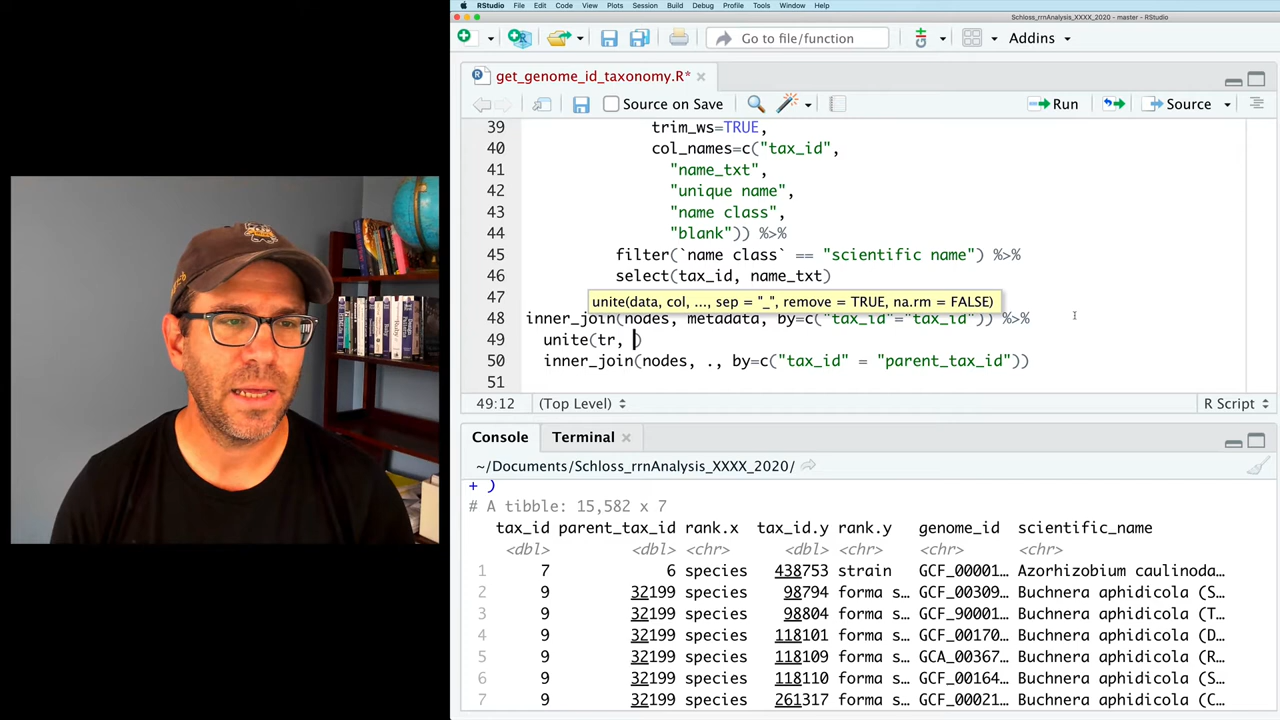 RStudio File Edit Code View Plots Session Build Debug Profile Tools Window Help
Schloss_rrnAnalysis_XXXX_2020 - master - RStudio
Go to file/function
Addins
get_genome_id_taxonomy.R*
Source on Save
Run
Source
39 trim_ws=TRUE,
40 col_names=c("tax_id",
41 "name_txt",
42 "unique name",
43 "name class",
44 "blank")) %>%
45 filter(`name class` == "scientific name") %>%
46 select(tax_id, name_txt)
47
unite(data, col, ..., sep = "_", remove = TRUE, na.rm = FALSE)
48 inner_join(nodes, metadata, by=c("tax_id"="tax_id")) %>%
49 unite(tr, )
50 inner_join(nodes, ., by=c("tax_id" = "parent_tax_id"))
51
49:12 (Top Level) R Script
Console Terminal
~/Documents/Schloss_rrnAnalysis_XXXX_2020/
+ )
# A tibble: 15,582 x 7
tax_id parent_tax_id rank.x tax_id.y rank.y genome_id scientific_name
<dbl> <dbl> <chr> <dbl> <chr> <chr> <chr>
1 7 6 species 438753 strain GCF_00001… Azorhizobium caulinoda…
2 9 32199 species 98794 forma s… GCF_00309… Buchnera aphidicola (S…
3 9 32199 species 98804 forma s… GCF_90001… Buchnera aphidicola (T…
4 9 32199 species 118101 forma s… GCF_00170… Buchnera aphidicola (D…
5 9 32199 species 118109 forma s… GCA_00367… Buchnera aphidicola (R…
6 9 32199 species 118110 forma s… GCF_00164… Buchnera aphidicola (S…
7 9 32199 species 261317 forma s… GCF_00021… Buchnera aphidicola (C…